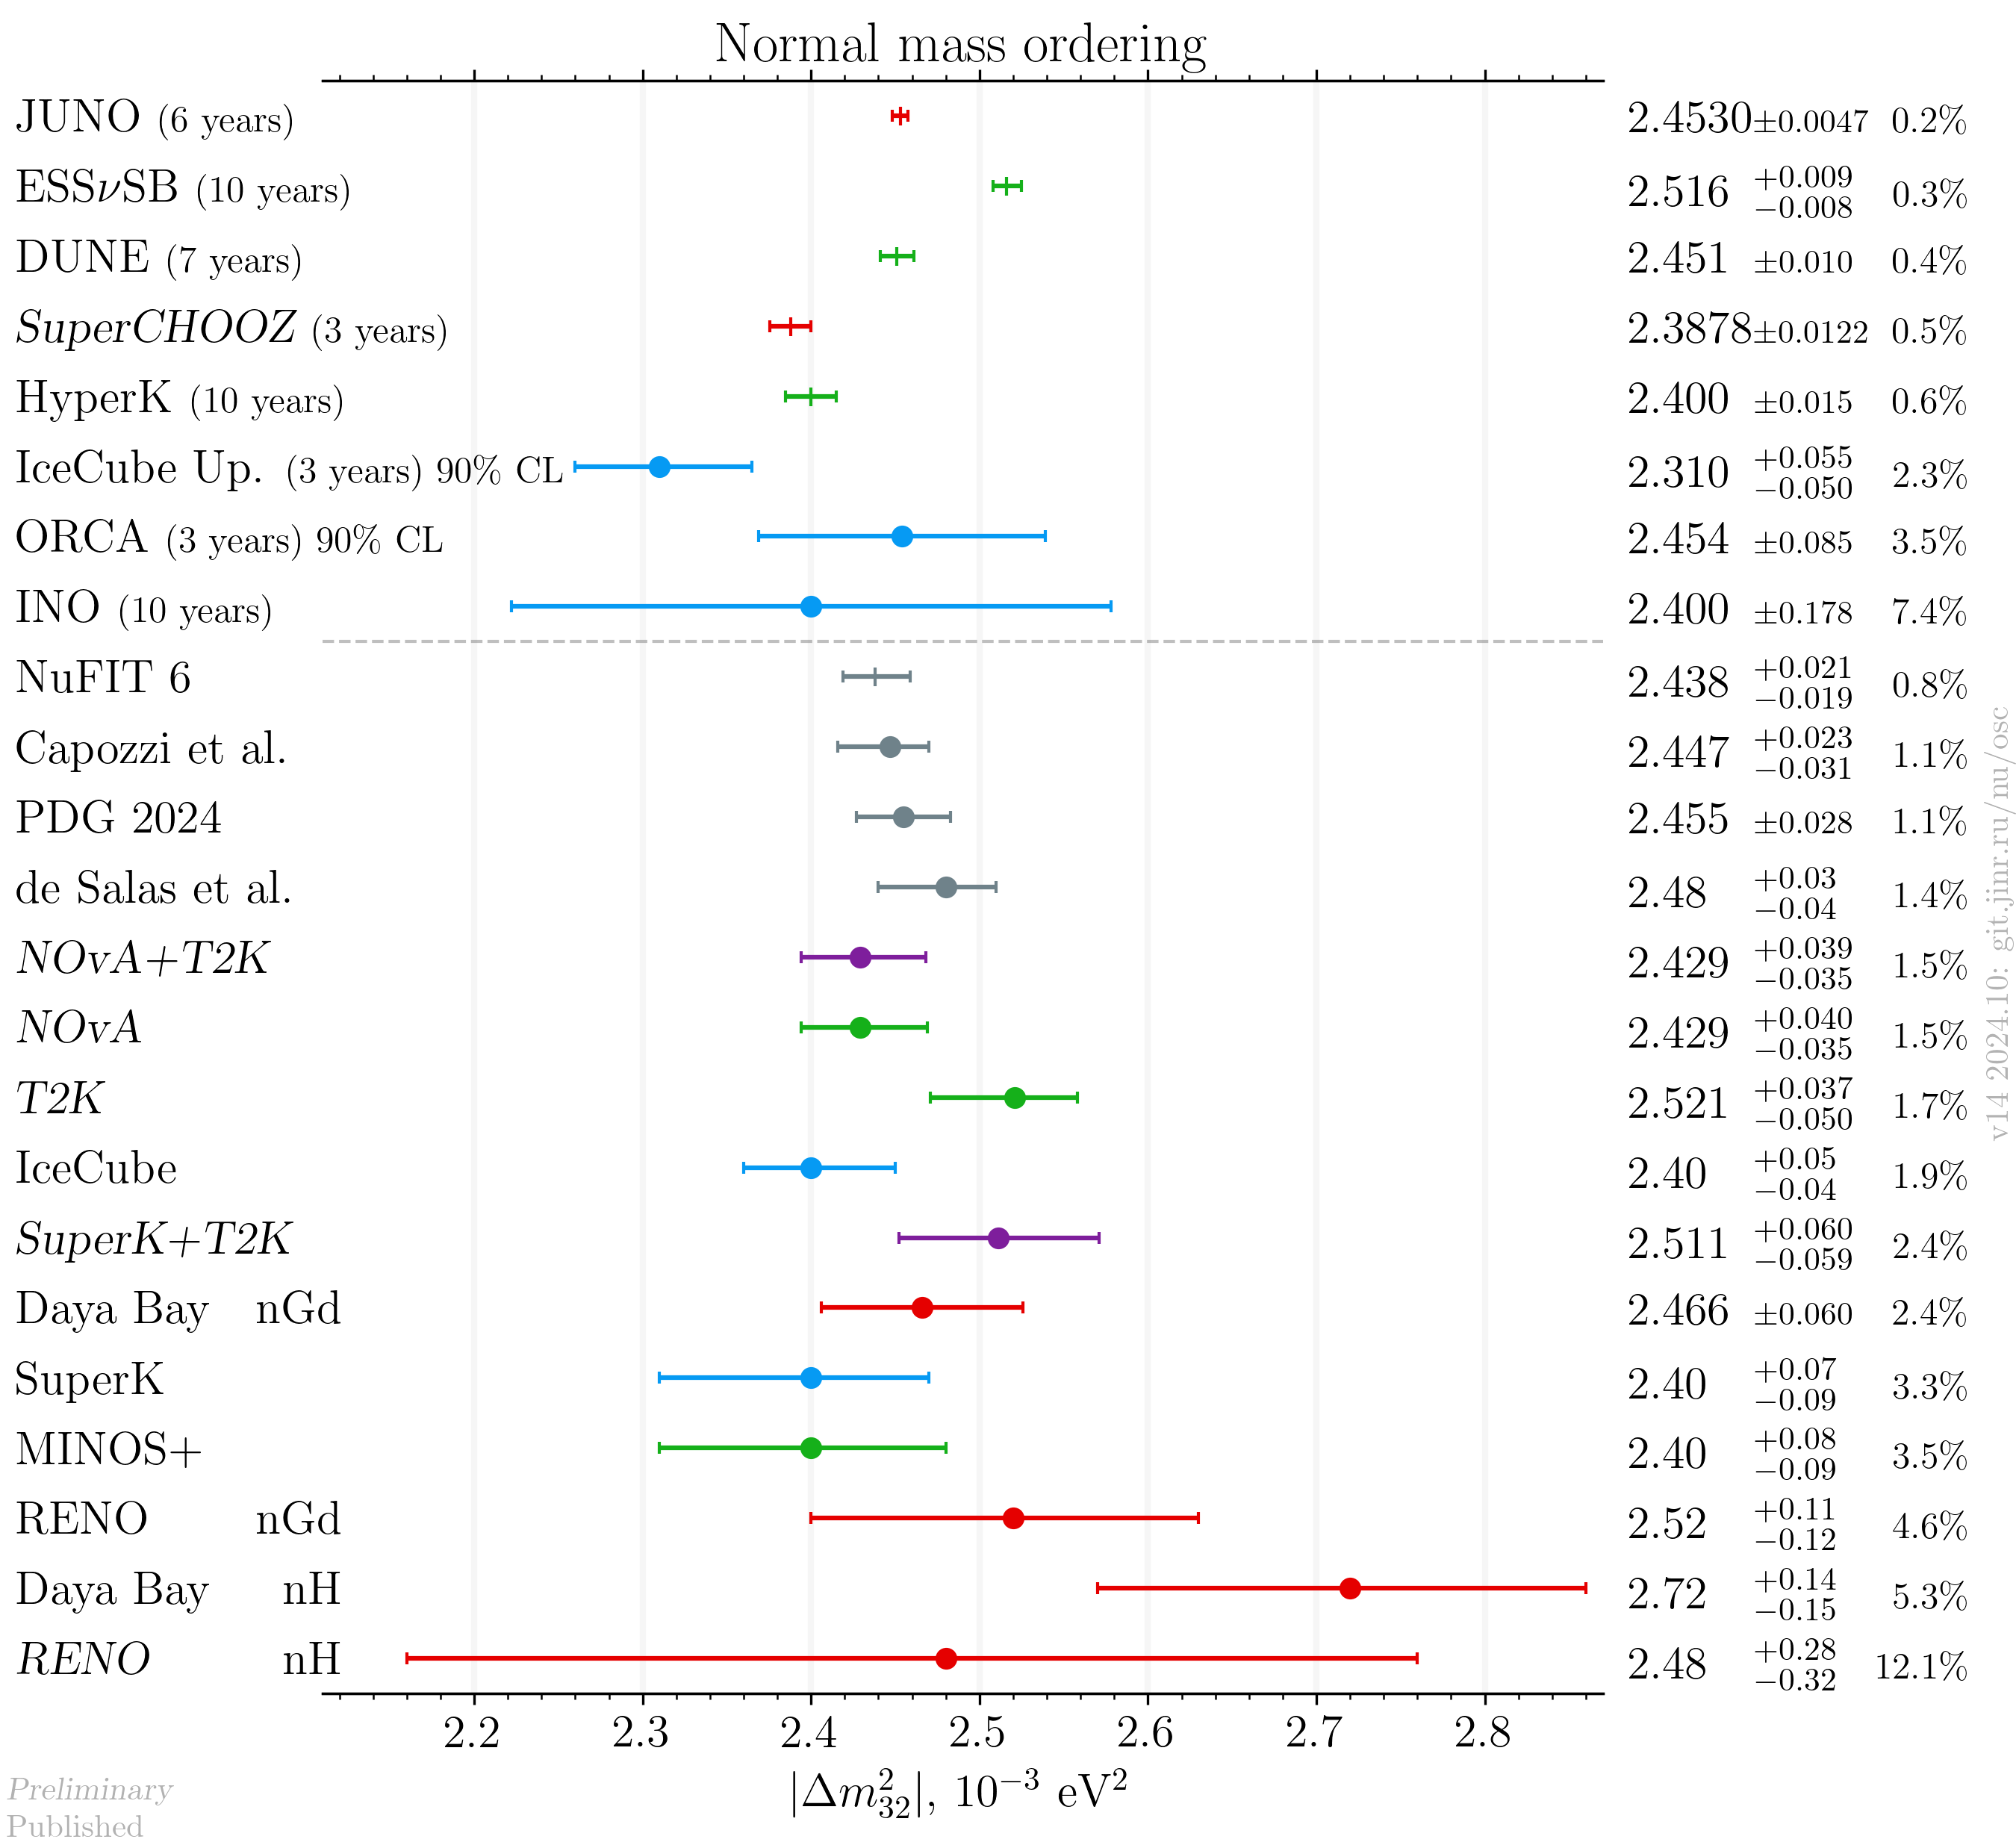 Normal mass ordering
JUNO (6 years) 2.4530±0.0047 0.2%
ESSνSB (10 years) 2.516 +0.009 −0.008 0.3%
DUNE (7 years) 2.451 ±0.010 0.4%
SuperCHOOZ (3 years) 2.3878±0.0122 0.5%
HyperK (10 years) 2.400 ±0.015 0.6%
IceCube Up. (3 years) 90% CL 2.310 +0.055 −0.050 2.3%
ORCA (3 years) 90% CL 2.454 ±0.085 3.5%
INO (10 years) 2.400 ±0.178 7.4%
NuFIT 6 2.438 +0.021 −0.019 0.8%
Capozzi et al. 2.447 +0.023 −0.031 1.1%
PDG 2024 2.455 ±0.028 1.1%
de Salas et al. 2.48 +0.03 −0.04 1.4%
NOvA+T2K 2.429 +0.039 −0.035 1.5%
NOvA 2.429 +0.040 −0.035 1.5%
T2K 2.521 +0.037 −0.050 1.7%
IceCube 2.40 +0.05 −0.04 1.9%
SuperK+T2K 2.511 +0.060 −0.059 2.4%
Daya Bay nGd 2.466 ±0.060 2.4%
SuperK 2.40 +0.07 −0.09 3.3%
MINOS+ 2.40 +0.08 −0.09 3.5%
RENO nGd 2.52 +0.11 −0.12 4.6%
Daya Bay nH 2.72 +0.14 −0.15 5.3%
RENO nH 2.48 +0.28 −0.32 12.1%
2.2 2.3 2.4 2.5 2.6 2.7 2.8
|Δm²₃₂|, 10⁻³ eV²
Preliminary
Published
v14 2024.10: git.jinr.ru/nu/osc